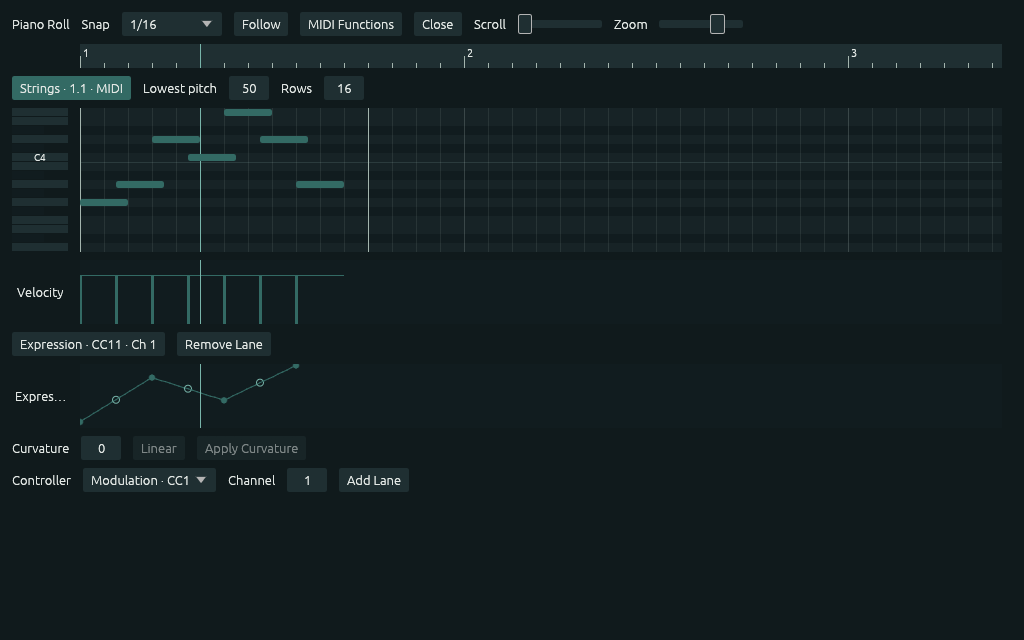 Piano Roll Snap 1/16 Follow MIDI Functions Close Scroll Zoom
1 2 3
Strings · 1.1 · MIDI Lowest pitch 50 Rows 16
C4
Velocity
Expression · CC11 · Ch 1 Remove Lane
Expres…
Curvature 0 Linear Apply Curvature
Controller Modulation · CC1 Channel 1 Add Lane